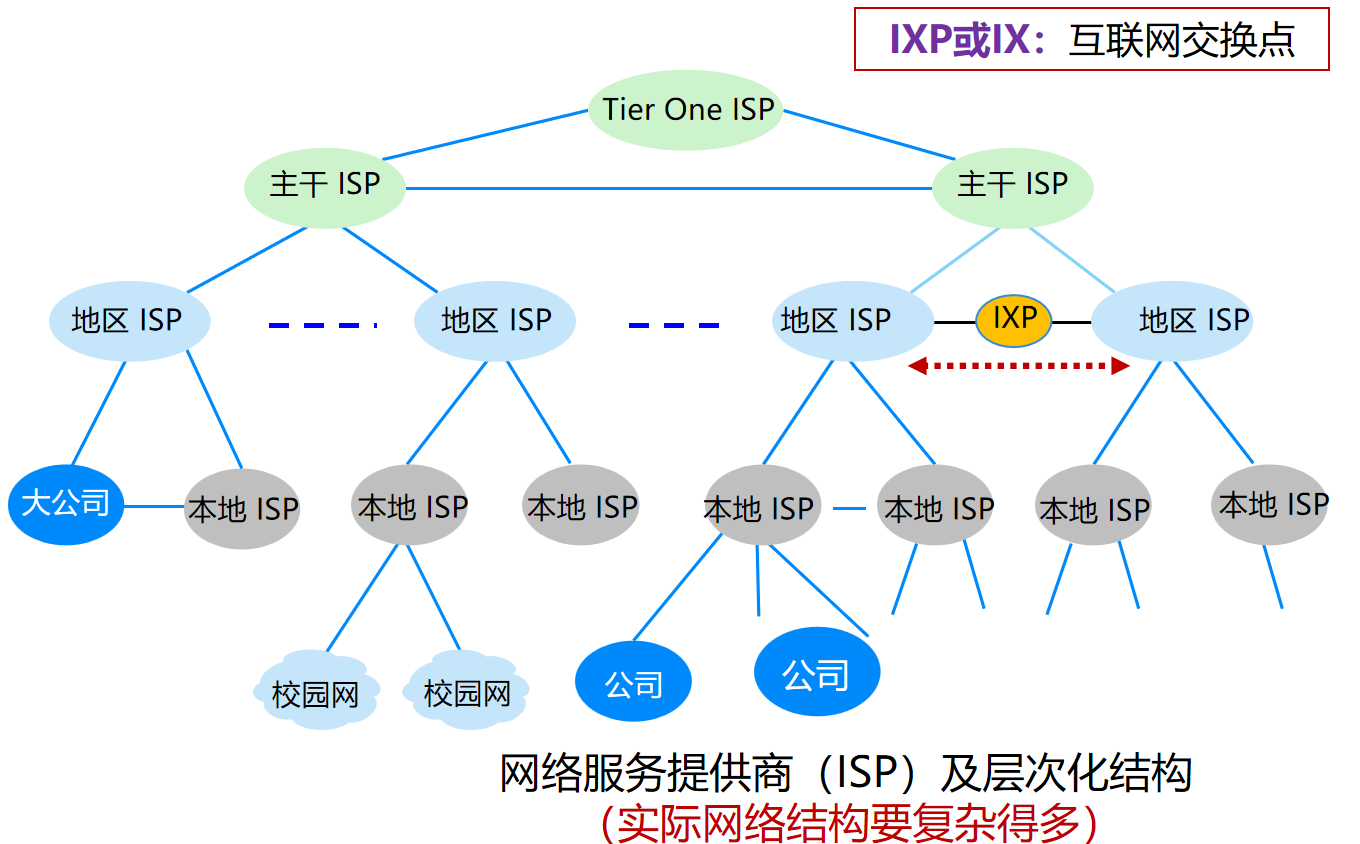 IXP或IX：互联网交换点
Tier One ISP
主干 ISP
主干 ISP
地区 ISP
地区 ISP
地区 ISP
IXP
地区 ISP
大公司
本地 ISP
本地 ISP
本地 ISP
本地 ISP
本地 ISP
本地 ISP
本地 ISP
校园网
校园网
公司
公司
网络服务提供商（ISP）及层次化结构
（实际网络结构要复杂得多）